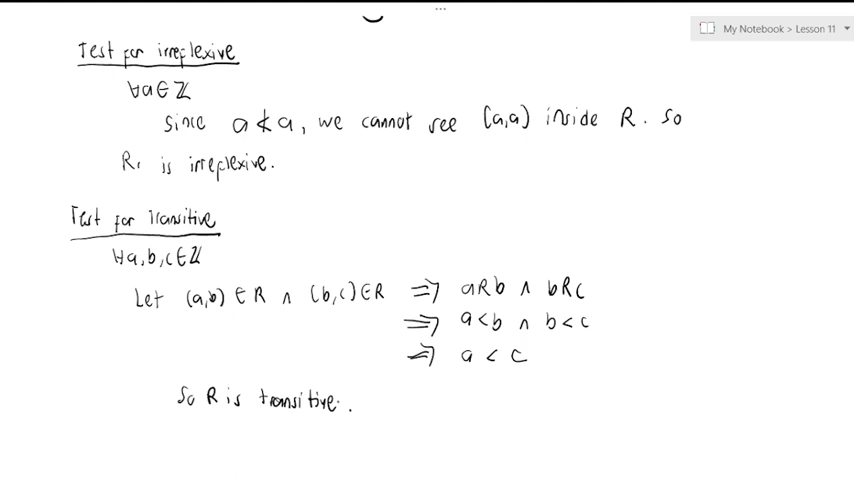 My Notebook > Lesson 11
Test for irreflexive
∀a∈ℤ
Since a ≮ a, we cannot see (a,a) inside R. So
R, is irreflexive.
Test for Transitive
∀a,b,c∈ℤ
Let (a,b)∈R ∧ (b,c)∈R ⇒ aRb ∧ bRc
⇒ a<b ∧ b<c
⇒ a < c
So R is transitive.